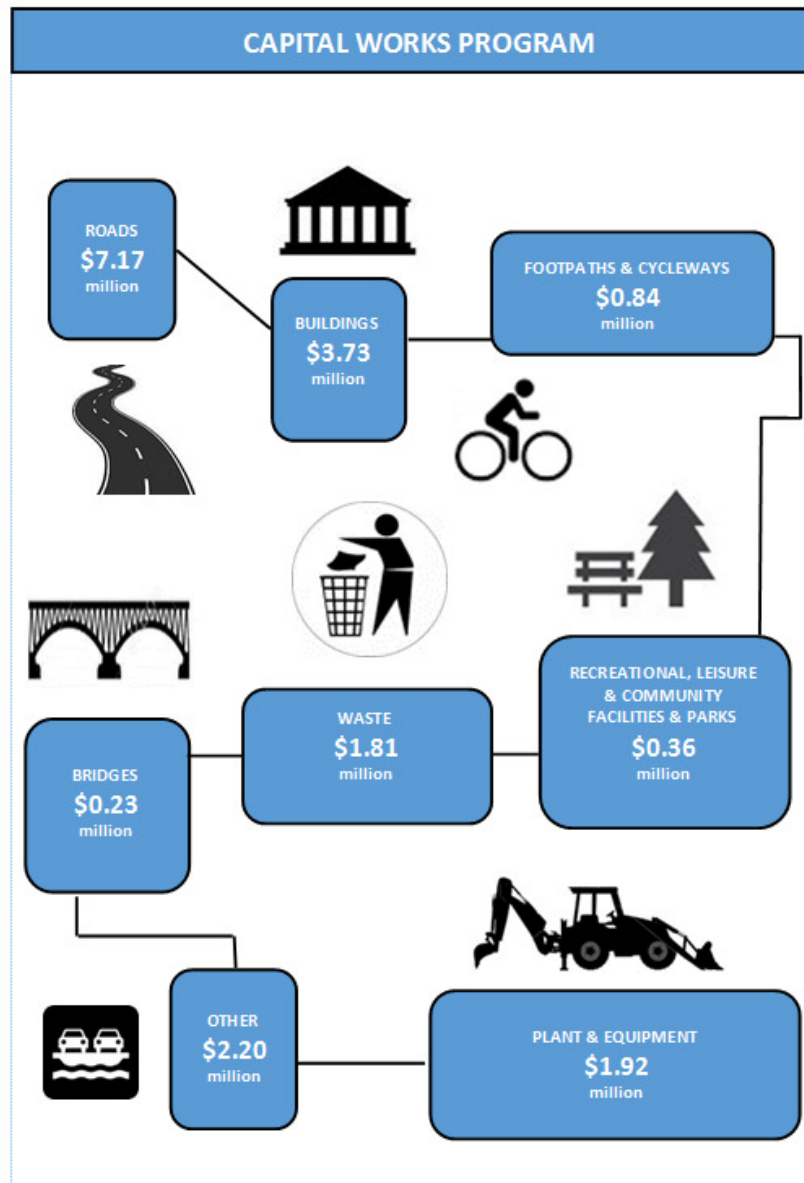 CAPITAL WORKS PROGRAM
ROADS
$7.17
million
BUILDINGS
$3.73
million
FOOTPATHS & CYCLEWAYS
$0.84
million
RECREATIONAL, LEISURE
& COMMUNITY
FACILITIES & PARKS
$0.36
million
WASTE
$1.81
million
BRIDGES
$0.23
million
OTHER
$2.20
million
PLANT & EQUIPMENT
$1.92
million